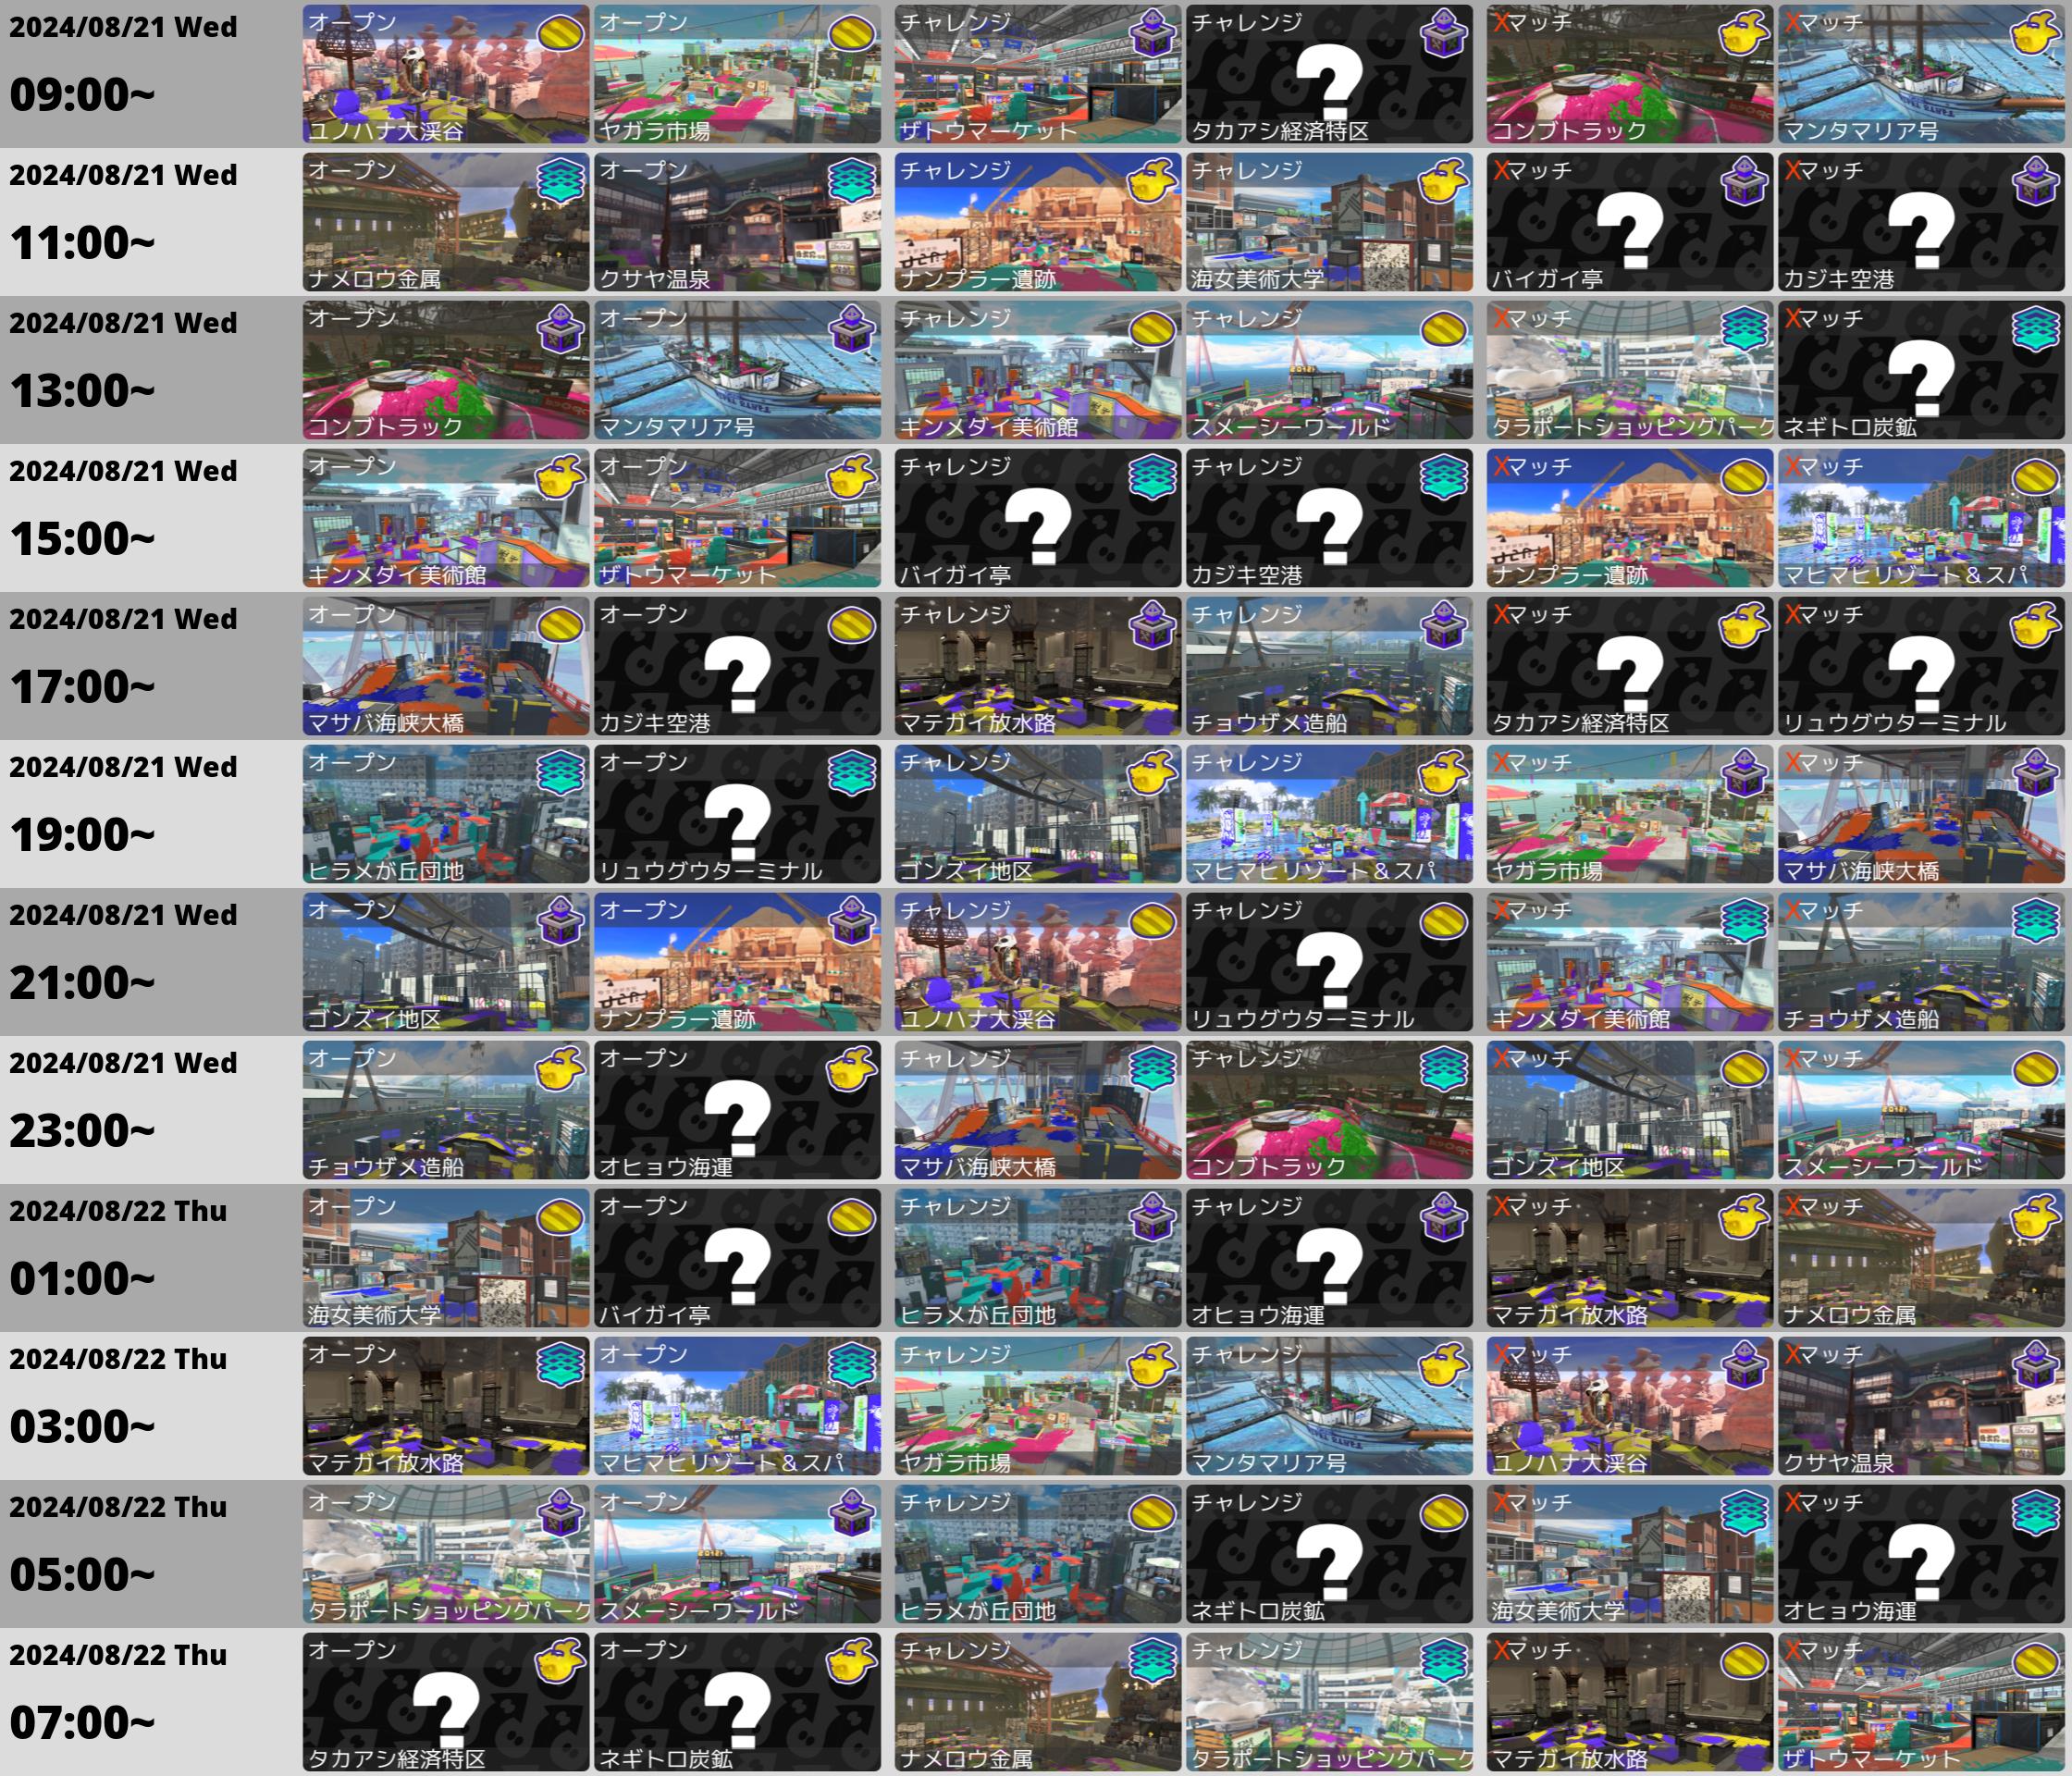 2024/08/21 Wed
09:00~
オープン
ユノハナ大渓谷
オープン
ヤガラ市場
チャレンジ
ザトウマーケット
チャレンジ
タカアシ経済特区
Xマッチ
コンブトラック
Xマッチ
マンタマリア号
2024/08/21 Wed
11:00~
オープン
ナメロウ金属
オープン
クサヤ温泉
チャレンジ
ナンプラー遺跡
チャレンジ
海女美術大学
Xマッチ
バイガイ亭
Xマッチ
カジキ空港
2024/08/21 Wed
13:00~
オープン
コンブトラック
オープン
マンタマリア号
チャレンジ
キンメダイ美術館
チャレンジ
スメーシーワールド
Xマッチ
タラポートショッピングパーク
Xマッチ
ネギトロ炭鉱
2024/08/21 Wed
15:00~
オープン
キンメダイ美術館
オープン
ザトウマーケット
チャレンジ
バイガイ亭
チャレンジ
カジキ空港
Xマッチ
ナンプラー遺跡
Xマッチ
マヒマヒリゾート＆スパ
2024/08/21 Wed
17:00~
オープン
マサバ海峡大橋
オープン
カジキ空港
チャレンジ
マテガイ放水路
チャレンジ
チョウザメ造船
Xマッチ
タカアシ経済特区
Xマッチ
リュウグウターミナル
2024/08/21 Wed
19:00~
オープン
ヒラメが丘団地
オープン
リュウグウターミナル
チャレンジ
ゴンズイ地区
チャレンジ
マヒマヒリゾート＆スパ
Xマッチ
ヤガラ市場
Xマッチ
マサバ海峡大橋
2024/08/21 Wed
21:00~
オープン
ゴンズイ地区
オープン
ナンプラー遺跡
チャレンジ
ユノハナ大渓谷
チャレンジ
リュウグウターミナル
Xマッチ
キンメダイ美術館
Xマッチ
チョウザメ造船
2024/08/21 Wed
23:00~
オープン
チョウザメ造船
オープン
オヒョウ海運
チャレンジ
マサバ海峡大橋
チャレンジ
コンブトラック
Xマッチ
ゴンズイ地区
Xマッチ
スメーシーワールド
2024/08/22 Thu
01:00~
オープン
海女美術大学
オープン
バイガイ亭
チャレンジ
ヒラメが丘団地
チャレンジ
オヒョウ海運
Xマッチ
マテガイ放水路
Xマッチ
ナメロウ金属
2024/08/22 Thu
03:00~
オープン
マテガイ放水路
オープン
マヒマヒリゾート＆スパ
チャレンジ
ヤガラ市場
チャレンジ
マンタマリア号
Xマッチ
ユノハナ大渓谷
Xマッチ
クサヤ温泉
2024/08/22 Thu
05:00~
オープン
タラポートショッピングパーク
オープン
スメーシーワールド
チャレンジ
ヒラメが丘団地
チャレンジ
ネギトロ炭鉱
Xマッチ
海女美術大学
Xマッチ
オヒョウ海運
2024/08/22 Thu
07:00~
オープン
タカアシ経済特区
オープン
ネギトロ炭鉱
チャレンジ
ナメロウ金属
チャレンジ
タラポートショッピングパーク
Xマッチ
マテガイ放水路
Xマッチ
ザトウマーケット